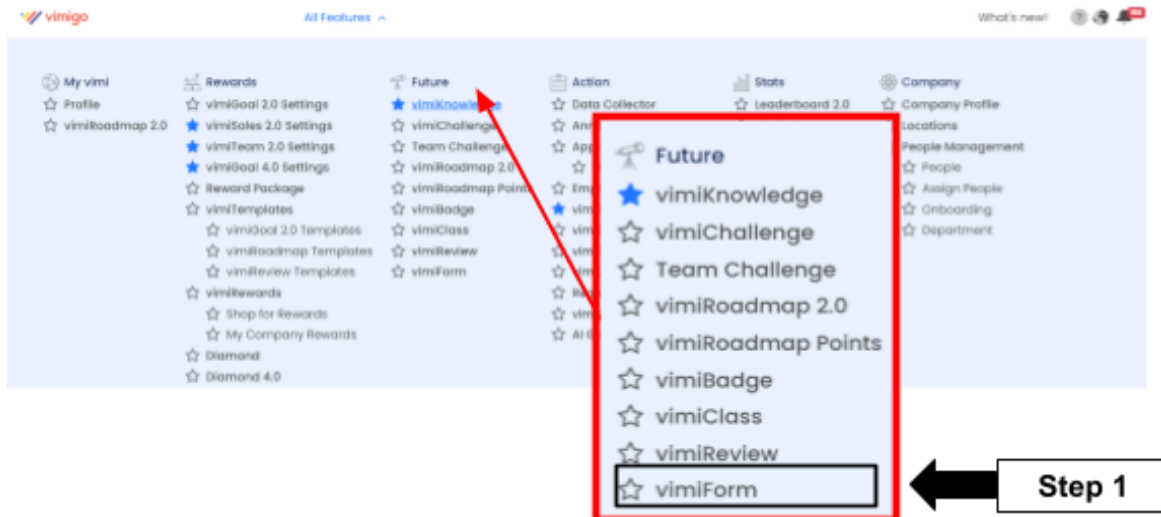 vimigo
All Features
What's new!
My vimi
Profile
vimiRoadmap 2.0
Rewards
vimiGoal 2.0 Settings
vimiSales 2.0 Settings
vimiTeam 2.0 Settings
vimiGoal 4.0 Settings
Reward Package
vimiTemplates
vimiGoal 2.0 Templates
vimiRoadmap Templates
vimiReview Templates
vimiRewards
Shop for Rewards
My Company Rewards
Diamond
Diamond 4.0
Future
vimiKnowledge
vimiChallenge
Team Challenge
vimiRoadmap 2.0
vimiRoadmap Points
vimiBadge
vimiClass
vimiReview
vimiForm
Action
Data Collector
Stats
Leaderboard 2.0
Company
Company Profile
Locations
People Management
People
Assign People
Onboarding
Department
Future
vimiKnowledge
vimiChallenge
Team Challenge
vimiRoadmap 2.0
vimiRoadmap Points
vimiBadge
vimiClass
vimiReview
vimiForm
Step 1